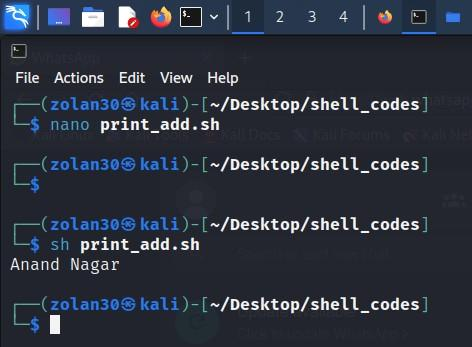 1 2 3 4
File Actions Edit View Help
┌──(zolan30㉿kali)-[~/Desktop/shell_codes]
└─$ nano print_add.sh
┌──(zolan30㉿kali)-[~/Desktop/shell_codes]
└─$
┌──(zolan30㉿kali)-[~/Desktop/shell_codes]
└─$ sh print_add.sh
Anand Nagar
┌──(zolan30㉿kali)-[~/Desktop/shell_codes]
└─$